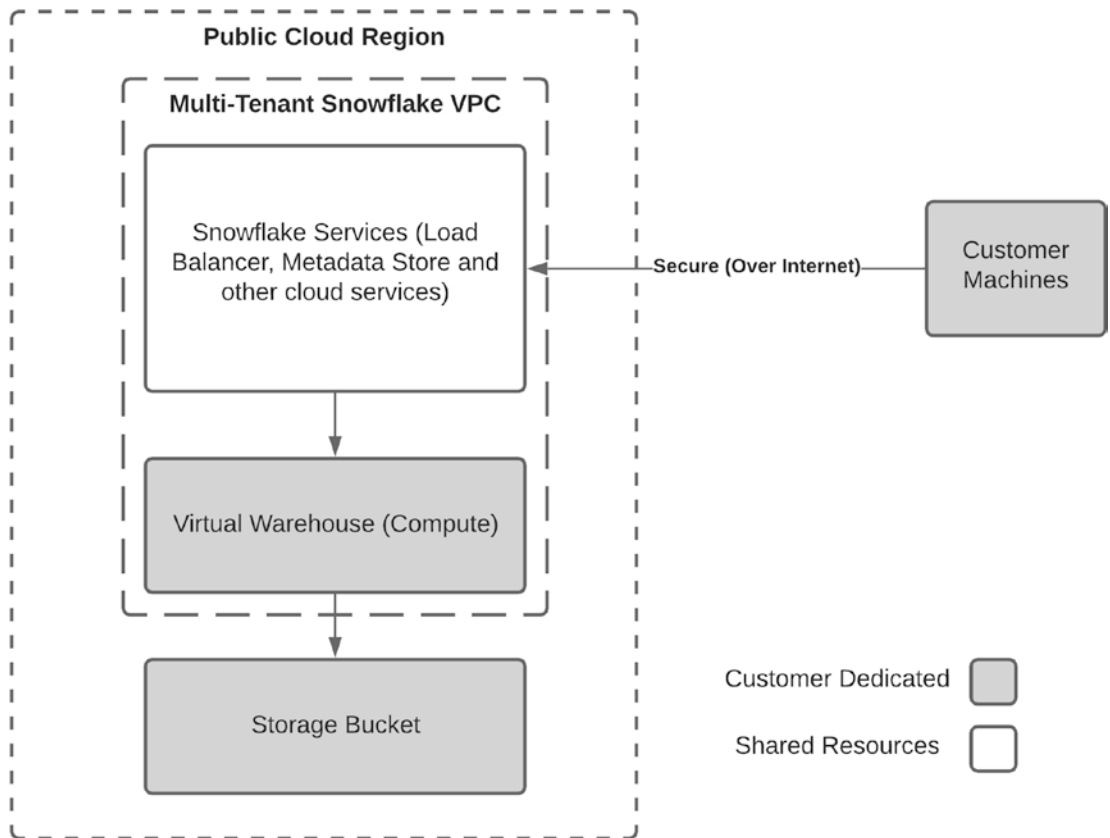 Public Cloud Region
Multi-Tenant Snowflake VPC
Snowflake Services (Load
Balancer, Metadata Store and
other cloud services)
Secure (Over Internet)
Customer
Machines
Virtual Warehouse (Compute)
Storage Bucket
Customer Dedicated
Shared Resources